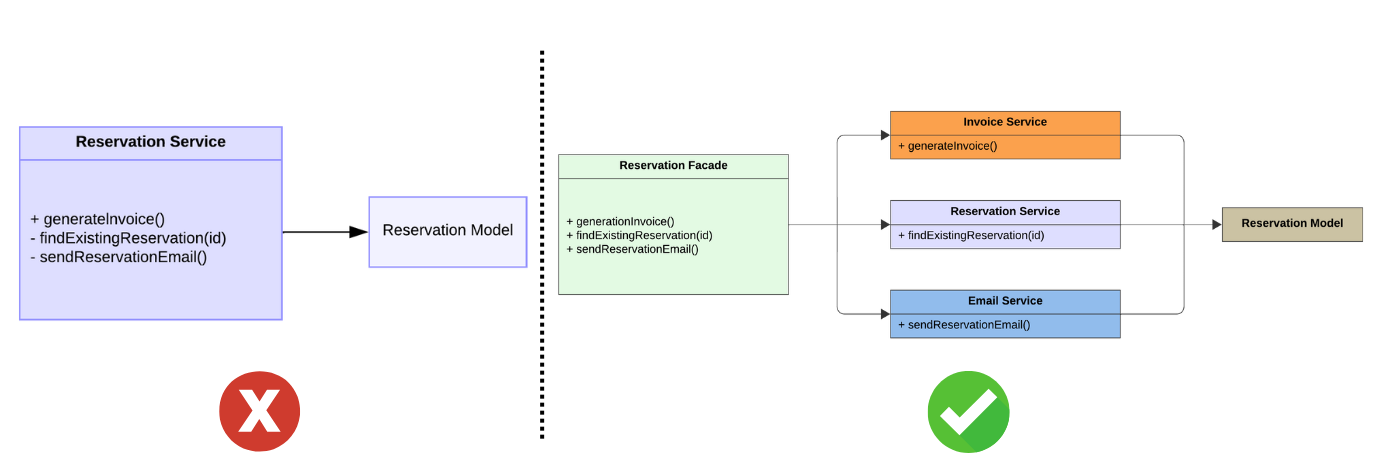 Reservation Service
+ generateInvoice()
- findExistingReservation(id)
- sendReservationEmail()
Reservation Model
Reservation Facade
+ generationInvoice()
+ findExistingReservation(id)
+ sendReservationEmail()
Invoice Service
+ generateInvoice()
Reservation Service
+ findExistingReservation(id)
Email Service
+ sendReservationEmail()
Reservation Model